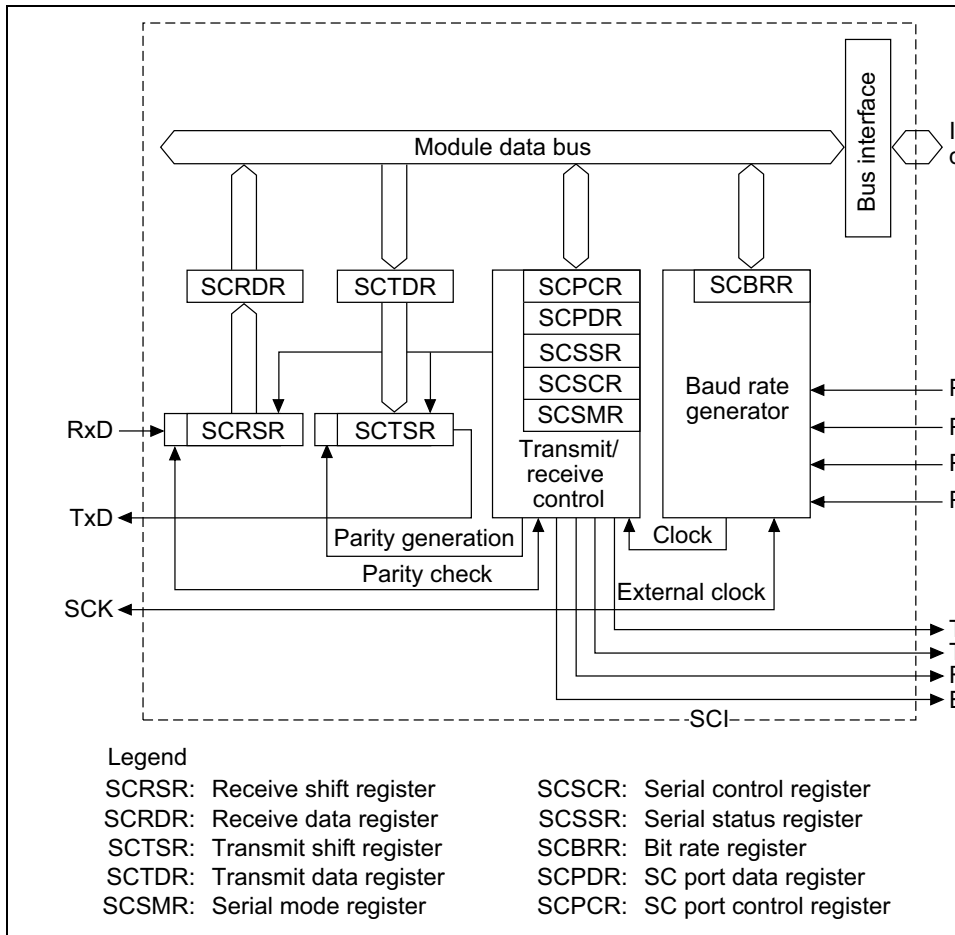 Bus interface
Module data bus
SCRDR
SCTDR
SCPCR
SCBRR
SCPDR
SCSSR
SCSCR
SCSMR
Baud rate
generator
RxD
SCRSR
SCTSR
Transmit/
receive
control
TxD
Parity generation
Clock
Parity check
SCK
External clock
SCI
Legend
SCRSR: Receive shift register
SCRDR: Receive data register
SCTSR: Transmit shift register
SCTDR: Transmit data register
SCSMR: Serial mode register
SCSCR: Serial control register
SCSSR: Serial status register
SCBRR: Bit rate register
SCPDR: SC port data register
SCPCR: SC port control register